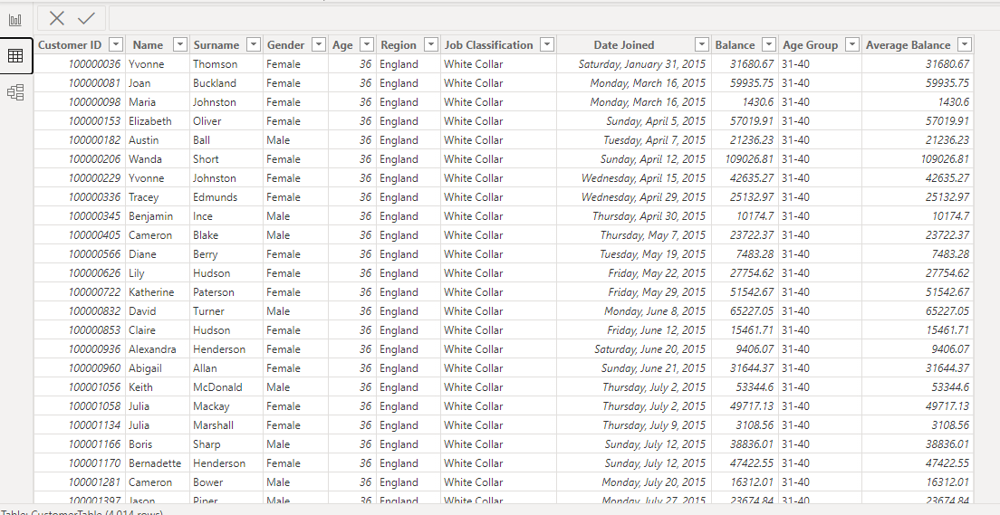 Customer ID Name Surname Gender Age Region Job Classification Date Joined Balance Age Group Average Balance
100000036 Yvonne Thomson Female 36 England White Collar Saturday, January 31, 2015 31680.67 31-40 31680.67
100000081 Joan Buckland Female 36 England White Collar Monday, March 16, 2015 59935.75 31-40 59935.75
100000098 Maria Johnston Female 36 England White Collar Monday, March 16, 2015 1430.6 31-40 1430.6
100000153 Elizabeth Oliver Female 36 England White Collar Sunday, April 5, 2015 57019.91 31-40 57019.91
100000182 Austin Ball Male 36 England White Collar Tuesday, April 7, 2015 21236.23 31-40 21236.23
100000206 Wanda Short Female 36 England White Collar Sunday, April 12, 2015 109026.81 31-40 109026.81
100000229 Yvonne Johnston Female 36 England White Collar Wednesday, April 15, 2015 42635.27 31-40 42635.27
100000336 Tracey Edmunds Female 36 England White Collar Wednesday, April 29, 2015 25132.97 31-40 25132.97
100000345 Benjamin Ince Male 36 England White Collar Thursday, April 30, 2015 10174.7 31-40 10174.7
100000405 Cameron Blake Male 36 England White Collar Thursday, May 7, 2015 23722.37 31-40 23722.37
100000566 Diane Berry Female 36 England White Collar Tuesday, May 19, 2015 7483.28 31-40 7483.28
100000626 Lily Hudson Female 36 England White Collar Friday, May 22, 2015 27754.62 31-40 27754.62
100000722 Katherine Paterson Female 36 England White Collar Friday, May 29, 2015 51542.67 31-40 51542.67
100000832 David Turner Male 36 England White Collar Monday, June 8, 2015 65227.05 31-40 65227.05
100000853 Claire Hudson Female 36 England White Collar Friday, June 12, 2015 15461.71 31-40 15461.71
100000936 Alexandra Henderson Female 36 England White Collar Saturday, June 20, 2015 9406.07 31-40 9406.07
100000960 Abigail Allan Female 36 England White Collar Sunday, June 21, 2015 31644.37 31-40 31644.37
100001056 Keith McDonald Male 36 England White Collar Thursday, July 2, 2015 53344.6 31-40 53344.6
100001058 Julia Mackay Female 36 England White Collar Thursday, July 2, 2015 49717.13 31-40 49717.13
100001134 Julia Marshall Female 36 England White Collar Thursday, July 9, 2015 3108.56 31-40 3108.56
100001166 Boris Sharp Male 36 England White Collar Sunday, July 12, 2015 38836.01 31-40 38836.01
100001170 Bernadette Henderson Female 36 England White Collar Sunday, July 12, 2015 47422.55 31-40 47422.55
100001281 Cameron Bower Male 36 England White Collar Monday, July 20, 2015 16312.01 31-40 16312.01
100001397 Jason Piper Male 36 England White Collar Monday, July 27, 2015 23674.84 31-40 23674.84
Table: CustomerTable (4,014 rows)